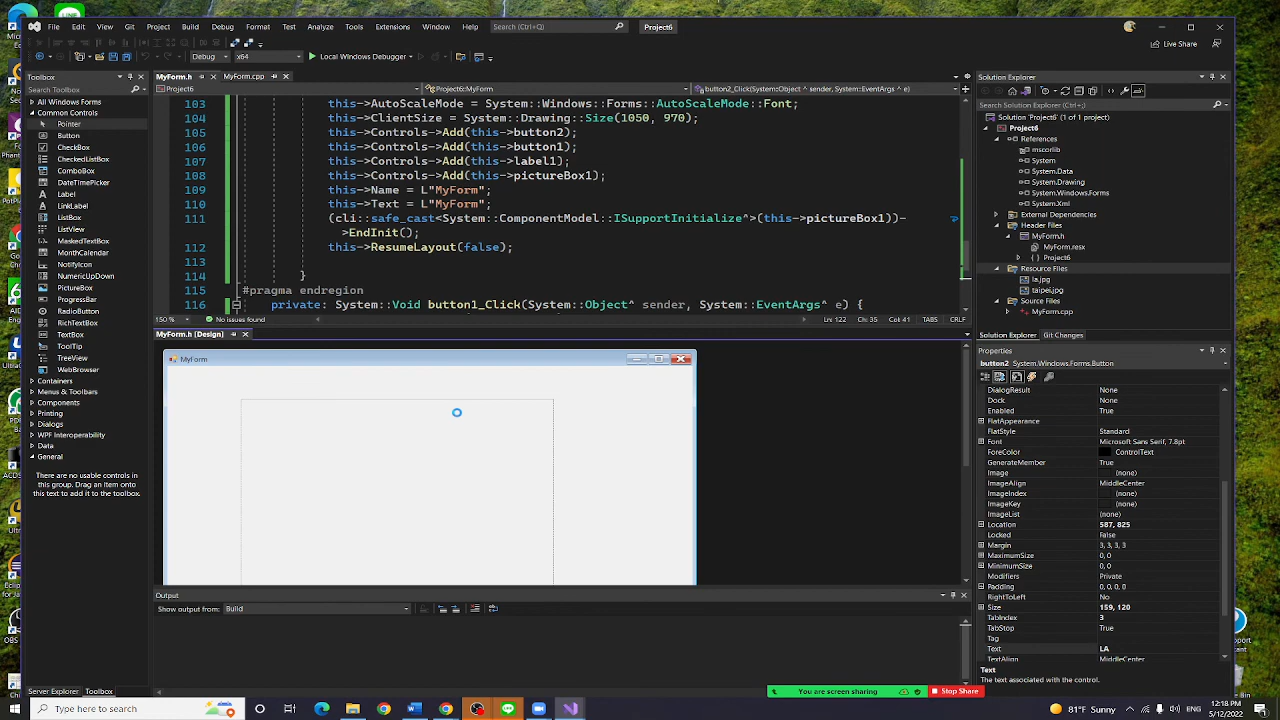 File Edit View Git Project Build Debug Design Format Test Analyze Tools Extensions Window Help Search (Ctrl+Q) Project6
Live Share
Debug x64 Local Windows Debugger
Toolbox
Search Toolbox
All Windows Forms
Common Controls
Pointer
Button
CheckBox
CheckedListBox
ComboBox
DateTimePicker
Label
LinkLabel
ListBox
ListView
MaskedTextBox
MonthCalendar
NotifyIcon
NumericUpDown
PictureBox
ProgressBar
RadioButton
RichTextBox
TextBox
ToolTip
TreeView
WebBrowser
Containers
Menus & Toolbars
Components
Printing
Dialogs
WPF Interoperability
Data
General
There are no usable controls in
this group. Drag an item onto
this text to add it to the toolbox.
Server Explorer Toolbox
MyForm.h MyForm.cpp
Project6 Project6::MyForm button2_Click(System::Object^ sender, System::EventArgs^ e)
103 this->AutoScaleMode = System::Windows::Forms::AutoScaleMode::Font;
104 this->ClientSize = System::Drawing::Size(1050, 970);
105 this->Controls->Add(this->button2);
106 this->Controls->Add(this->button1);
107 this->Controls->Add(this->label1);
108 this->Controls->Add(this->pictureBox1);
109 this->Name = L"MyForm";
110 this->Text = L"MyForm";
111 (cli::safe_cast<System::ComponentModel::ISupportInitialize^>(this->pictureBox1))-
>EndInit();
112 this->ResumeLayout(false);
113
114 }
115 #pragma endregion
116 private: System::Void button1_Click(System::Object^ sender, System::EventArgs^ e) {
150 % No issues found Ln: 122 Ch: 35 Col: 41 TABS CRLF
MyForm.h [Design]
MyForm
Output
Show output from: Build
Solution Explorer
Search Solution Explorer (Ctrl+;)
Solution 'Project6' (1 of 1 project)
Project6
References
mscorlib
System
System.Data
System.Drawing
System.Windows.Forms
System.Xml
External Dependencies
Header Files
MyForm.h
MyForm.resx
{ } Project6
Resource Files
la.jpg
taipei.jpg
Source Files
MyForm.cpp
Solution Explorer Git Changes
Properties
button2 System.Windows.Forms.Button
DialogResult None
Dock None
Enabled True
FlatAppearance
FlatStyle Standard
Font Microsoft Sans Serif, 7.8pt
ForeColor ControlText
GenerateMember True
Image (none)
ImageAlign MiddleCenter
ImageIndex (none)
ImageKey (none)
ImageList (none)
Location 587, 825
Locked False
Margin 3, 3, 3, 3
MaximumSize 0, 0
MinimumSize 0, 0
Modifiers Private
Padding 0, 0, 0, 0
RightToLeft No
Size 159, 120
TabIndex 3
TabStop True
Tag
Text LA
TextAlign MiddleCenter
Text
The text associated with the control.
You are screen sharing Stop Share
Type here to search
81°F Sunny
12:18 PM
5/12/2022